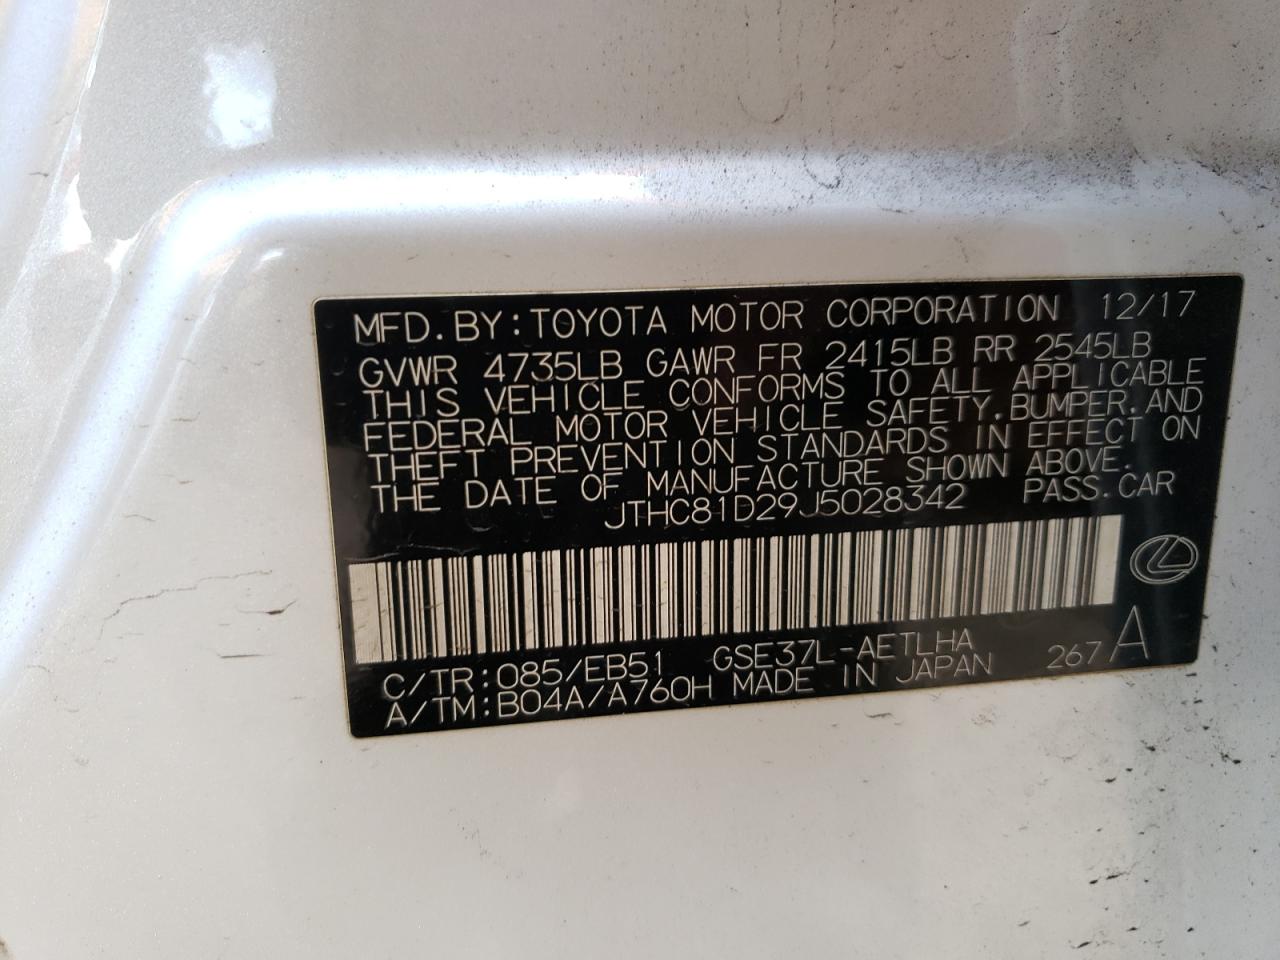 MFD. BY: TOYOTA MOTOR CORPORATION 12/17
GVWR 4735LB GAWR FR 2415LB RR 2545LB
THIS VEHICLE CONFORMS TO ALL APPLICABLE
FEDERAL MOTOR VEHICLE SAFETY, BUMPER, AND
THEFT PREVENTION STANDARDS IN EFFECT ON
THE DATE OF MANUFACTURE SHOWN ABOVE.
JTHC81D29J5028342 PASS. CAR
C/TR: 085/EB51 GSE37L-AETLHA
A/TM: B04A/A760H MADE IN JAPAN 267 A